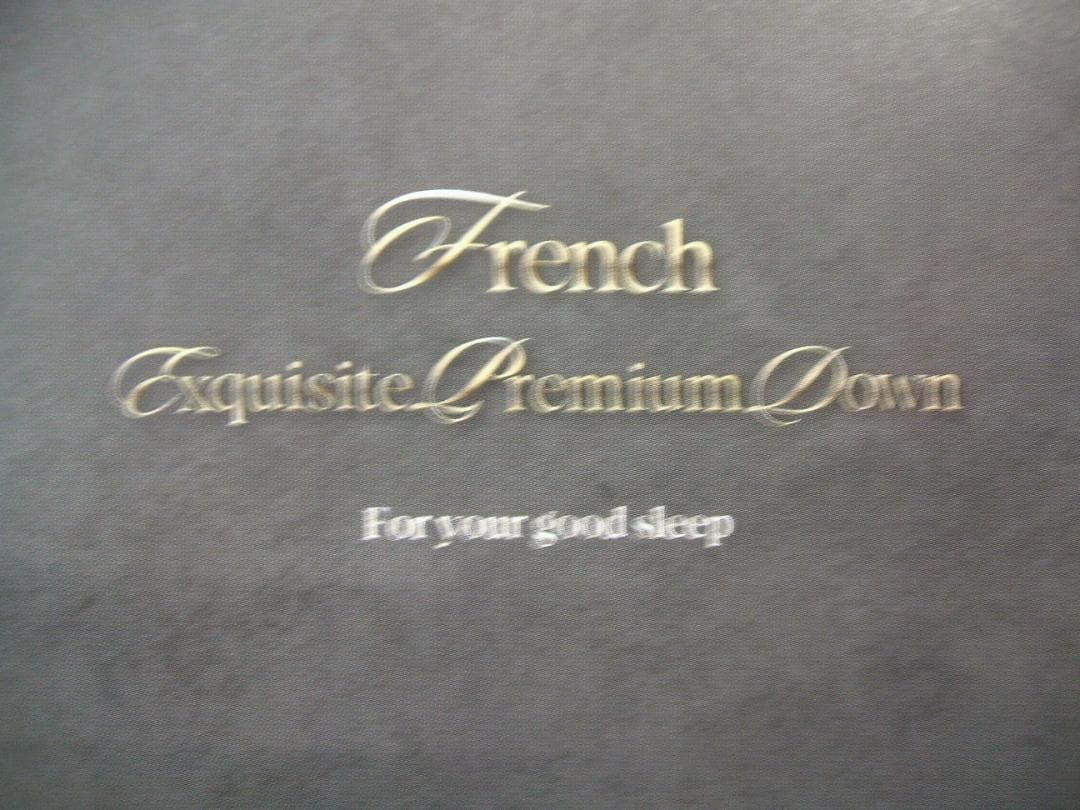 French
Exquisite Premium Down
For your good sleep